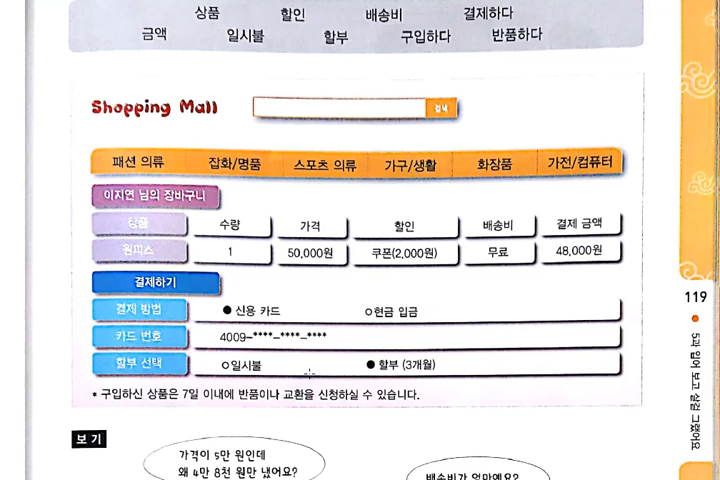 상품 할인 배송비 결제하다
금액 일시불 할부 구입하다 반품하다
Shopping Mall 검색
패션 의류 잡화/명품 스포츠 의류 가구/생활 화장품 가전/컴퓨터
이지연 님의 장바구니
상품 수량 가격 할인 배송비 결제 금액
원피스 1 50,000원 쿠폰(2,000원) 무료 48,000원
결제하기
결제 방법 ● 신용 카드 ○현금 입금
카드 번호 4009-****-****-****
할부 선택 ○일시불 ● 할부 (3개월)
* 구입하신 상품은 7일 이내에 반품이나 교환을 신청하실 수 있습니다.
보기
가격이 5만 원인데
왜 4만 8천 원만 냈어요?
배송비가 얼마예요?
119
5과 입어 보고 살걸 그랬어요